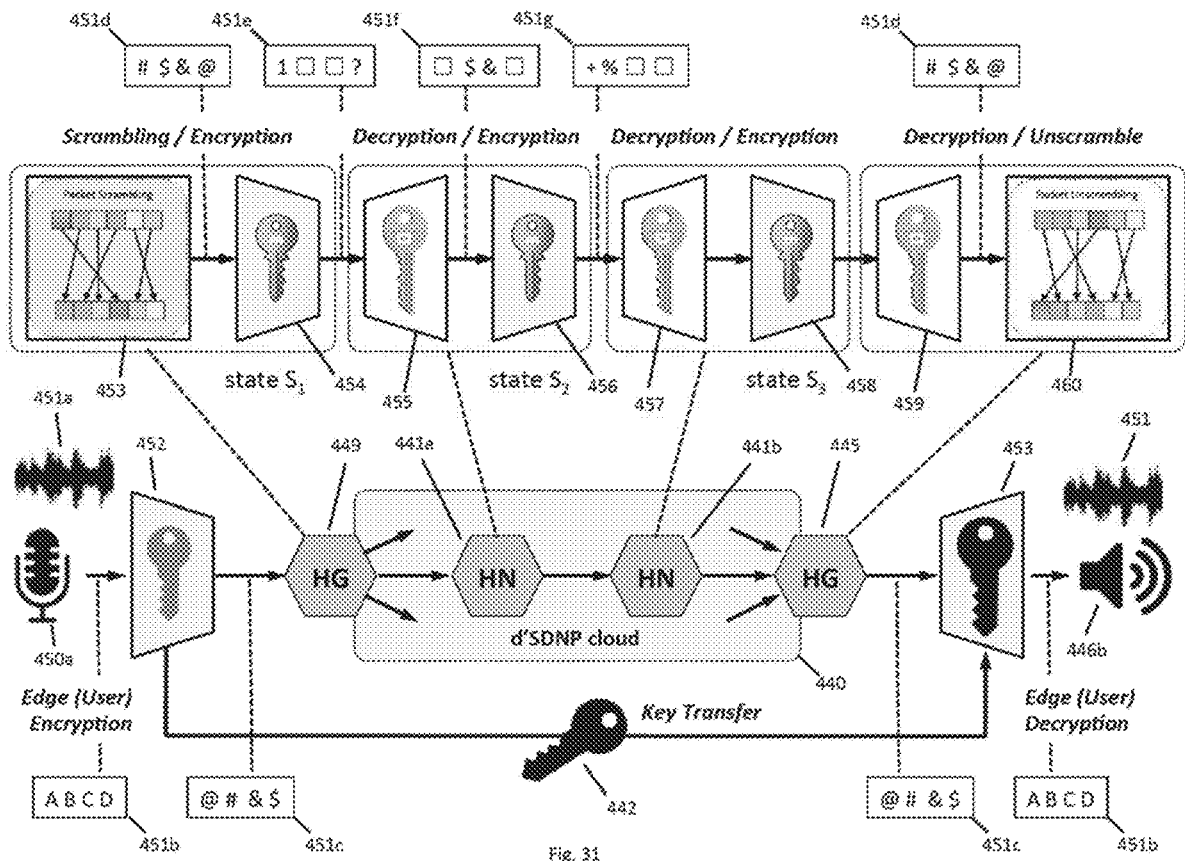 451d 451e 451f 451g 451d
# $ & @ 1 □ □ ? □ $ & □ + % □ □ # $ & @
Scrambling / Encryption Decryption / Encryption Decryption / Encryption Decryption / Unscramble
453 state S1 454 455 state S2 456 457 state S3 458 459 460
451a 452 449 441a 441b 445 453 451
HG HN HN HG
d'SDNP cloud
450a 440 446b
Edge (User)
Encryption
Key Transfer
Edge (User)
Decryption
442
A B C D @ # & $ @ # & $ A B C D
451b 451c 451c 451b
Fig. 31